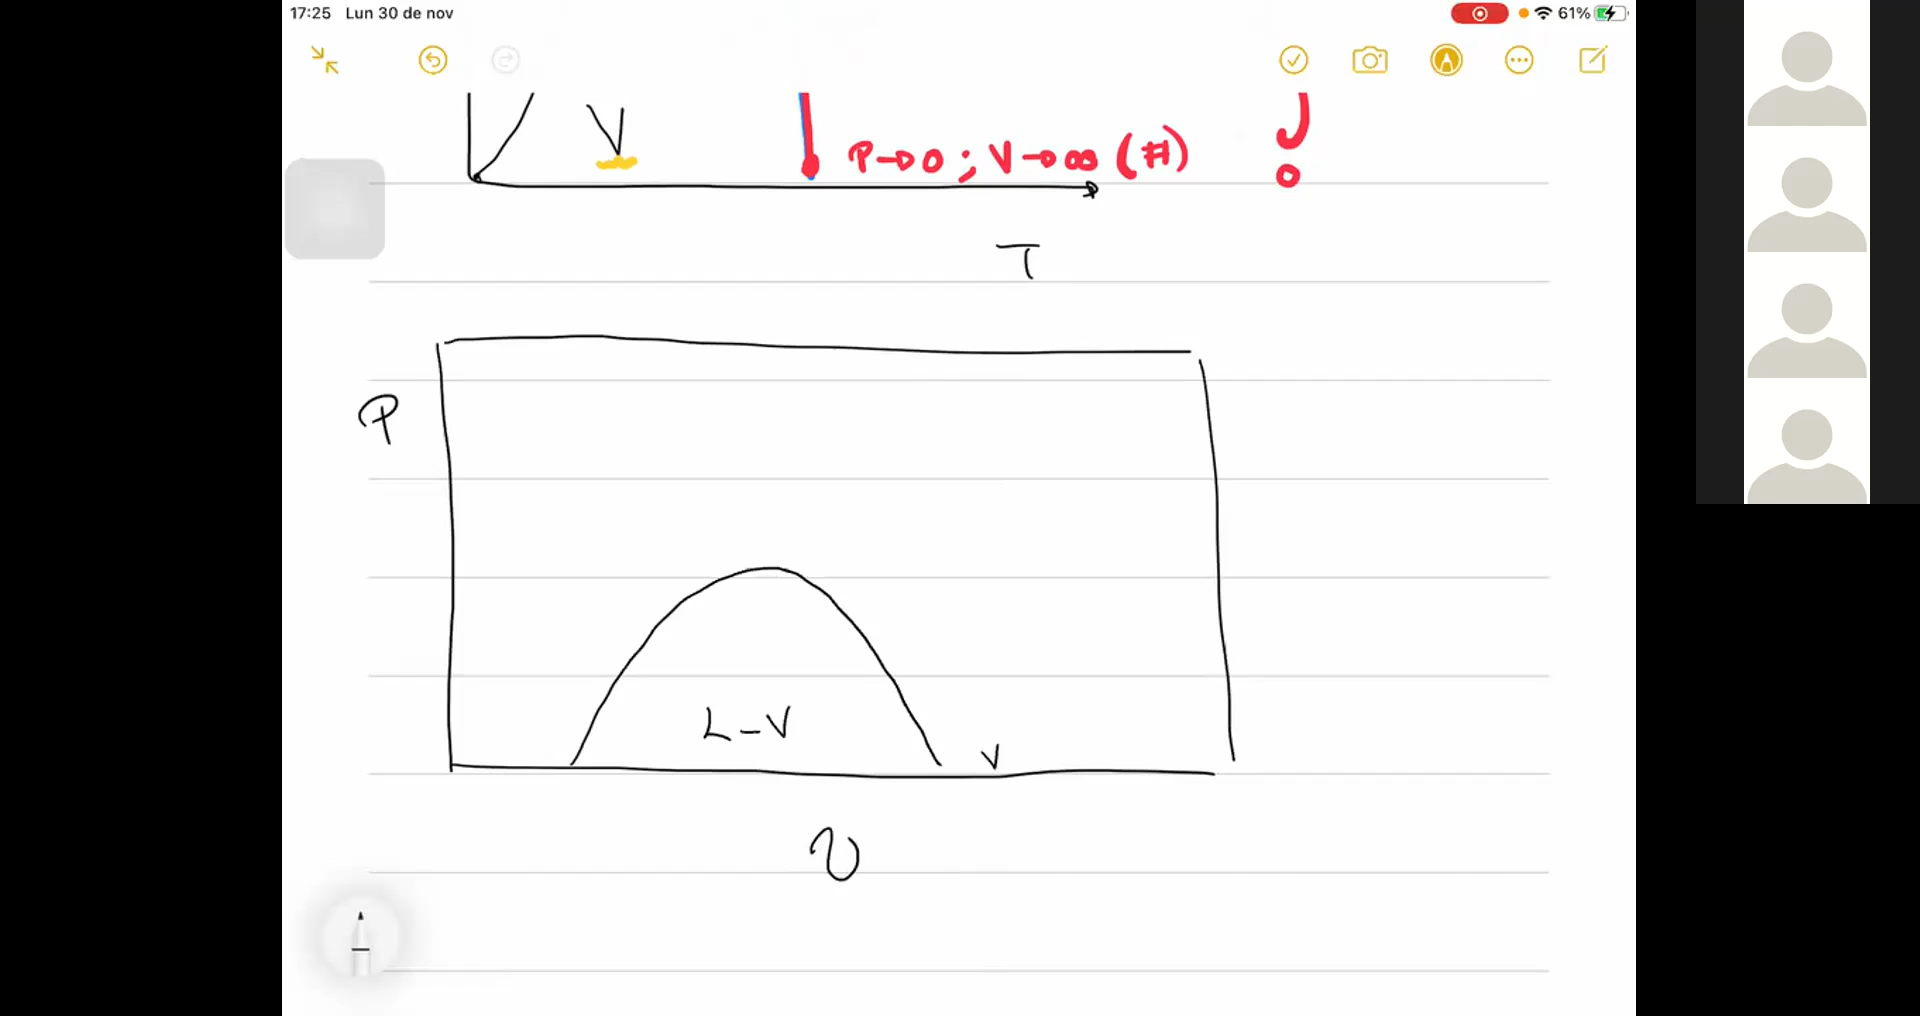 17:25 Lun 30 de nov 61%
V P→0 ; V→∞ (#)
T
P
L-V V
v